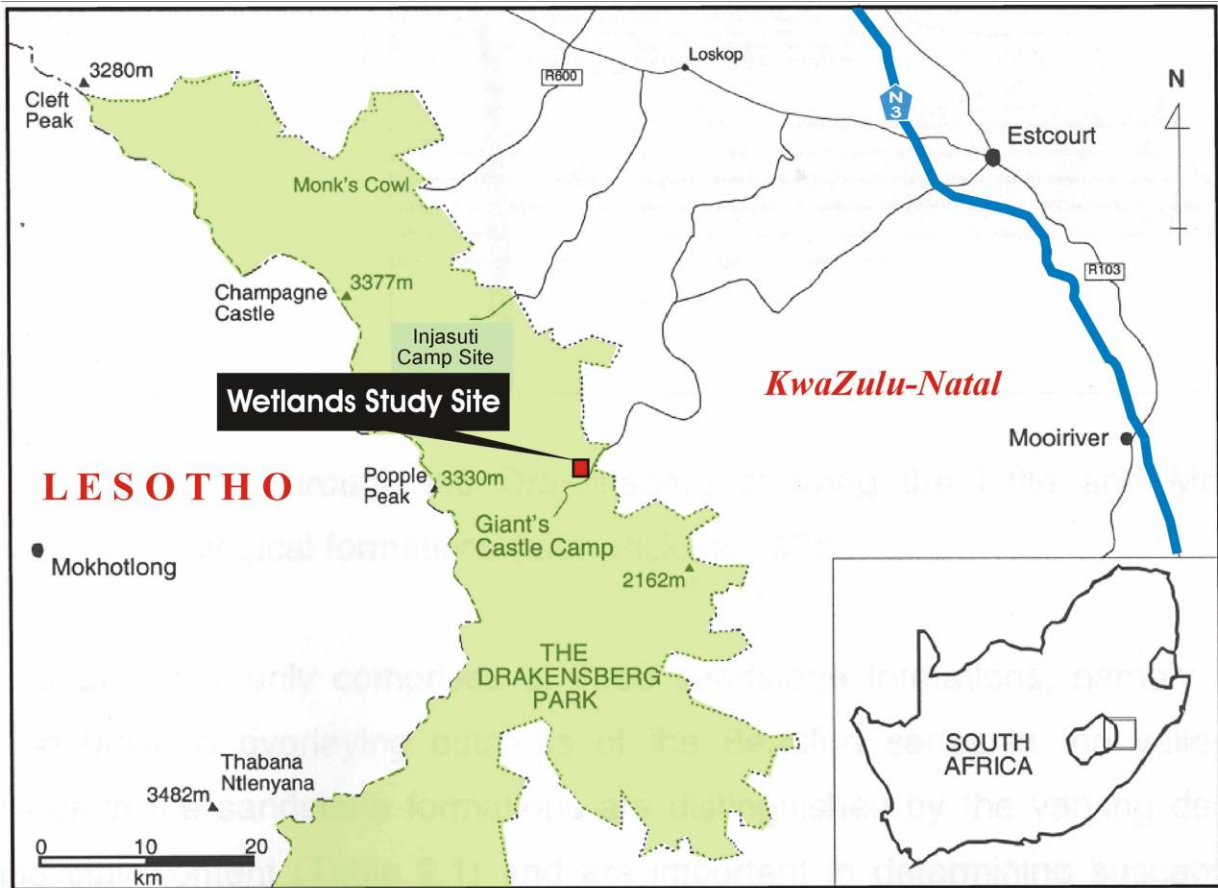 3280m
Cleft
Peak
R600
Loskop
N
3
N
Estcourt
Monk's Cowl
R103
3377m
Champagne
Castle
Injasuti
Camp Site
Wetlands Study Site
KwaZulu-Natal
Mooiriver
LESOTHO
Popple
Peak
3330m
Giant's
Castle Camp
Mokhotlong
2162m
THE
DRAKENSBERG
PARK
Thabana
Ntlenyana
3482m
0 10 20
km
SOUTH
AFRICA